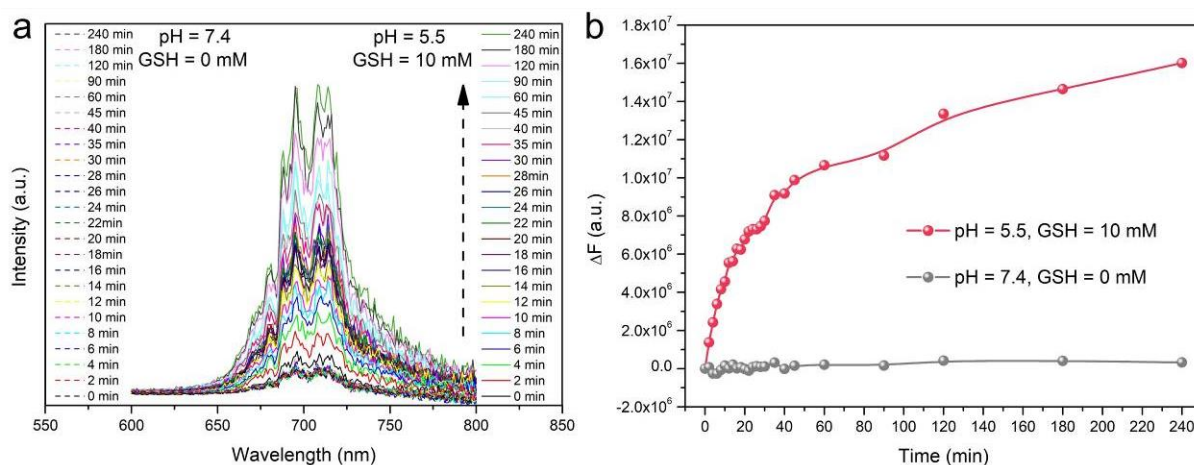 a
pH = 7.4
GSH = 0 mM
pH = 5.5
GSH = 10 mM
240 min
180 min
120 min
90 min
60 min
45 min
40 min
35 min
30 min
28 min
26 min
24 min
22min
20 min
18min
16 min
14 min
12 min
10 min
8 min
6 min
4 min
2 min
0 min
240 min
180 min
120 min
90 min
60 min
45 min
40 min
35 min
30 min
28min
26 min
24 min
22 min
20 min
18 min
16 min
14 min
12 min
10 min
8 min
6 min
4 min
2 min
0 min
Intensity (a.u.)
550 600 650 700 750 800 850
Wavelength (nm)
b
1.8x10⁷
1.6x10⁷
1.4x10⁷
1.2x10⁷
1.0x10⁷
8.0x10⁶
6.0x10⁶
4.0x10⁶
2.0x10⁶
0.0
-2.0x10⁶
ΔF (a.u.)
pH = 5.5, GSH = 10 mM
pH = 7.4, GSH = 0 mM
0 20 40 60 80 100 120 140 160 180 200 220 240
Time (min)